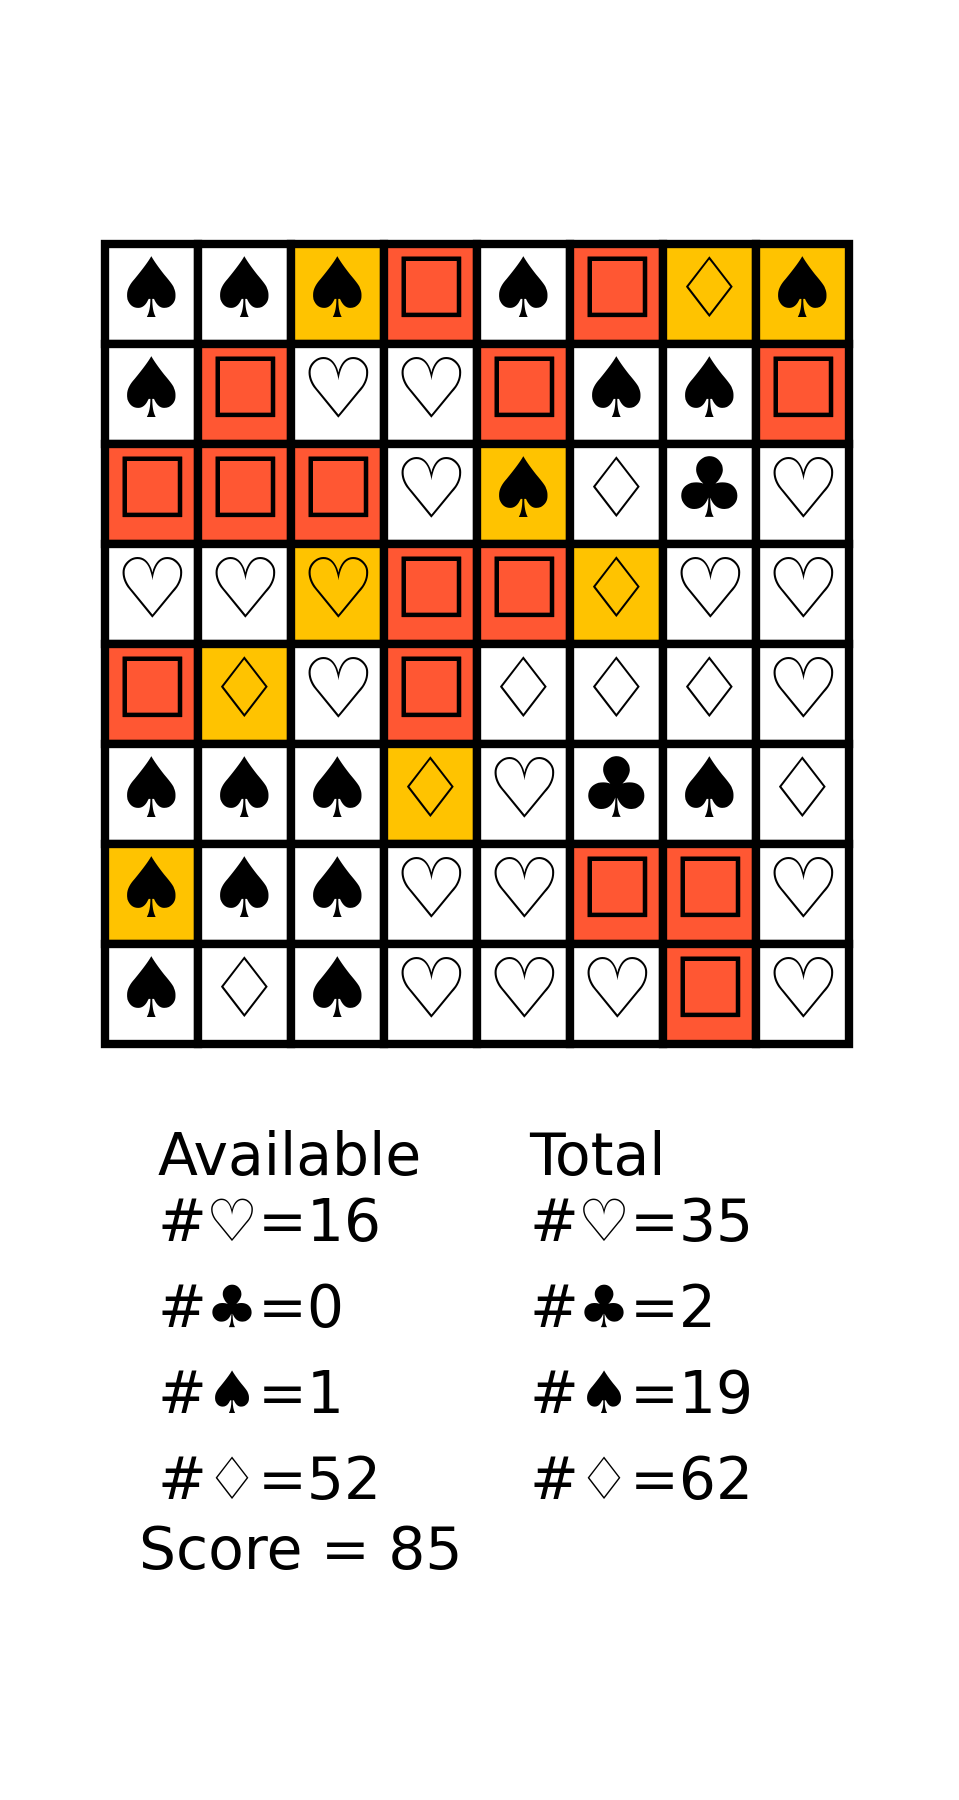 ♠ ♠ ♠ □ ♠ □ ♢ ♠
♠ □ ♡ ♡ □ ♠ ♠ □
□ □ □ ♡ ♠ ♢ ♣ ♡
♡ ♡ ♡ □ □ ♢ ♡ ♡
□ ♢ ♡ □ ♢ ♢ ♢ ♡
♠ ♠ ♠ ♢ ♡ ♣ ♠ ♢
♠ ♠ ♠ ♡ ♡ □ □ ♡
♠ ♢ ♠ ♡ ♡ ♡ □ ♡
Available Total
#♡=16 #♡=35
#♣=0 #♣=2
#♠=1 #♠=19
#♢=52 #♢=62
Score = 85